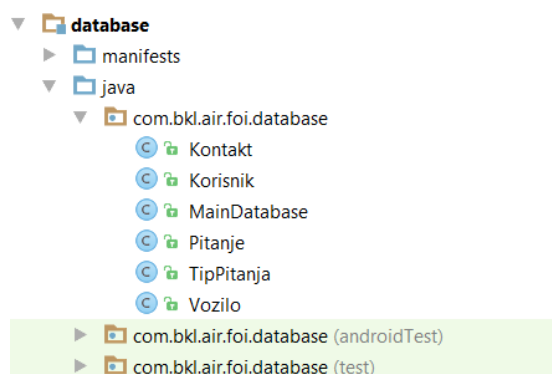 database
manifests
java
com.bkl.air.foi.database
C Kontakt
C Korisnik
C MainDatabase
C Pitanje
C TipPitanja
C Vozilo
com.bkl.air.foi.database (androidTest)
com.bkl.air.foi.database (test)